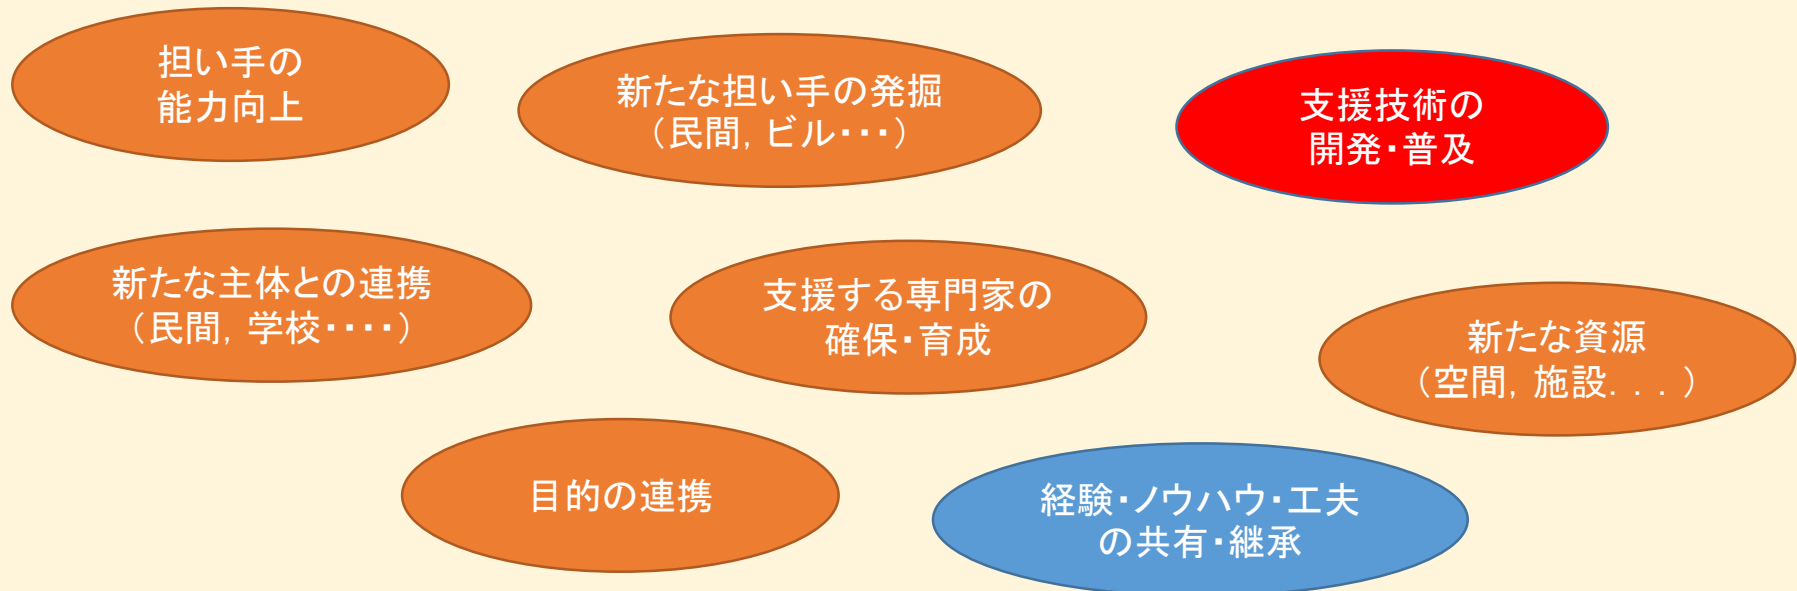 担い手の
能力向上
新たな担い手の発掘
（民間，ビル・・・）
支援技術の
開発・普及
新たな主体との連携
（民間，学校・・・・）
支援する専門家の
確保・育成
新たな資源
（空間，施設．．．）
目的の連携
経験・ノウハウ・工夫
の共有・継承